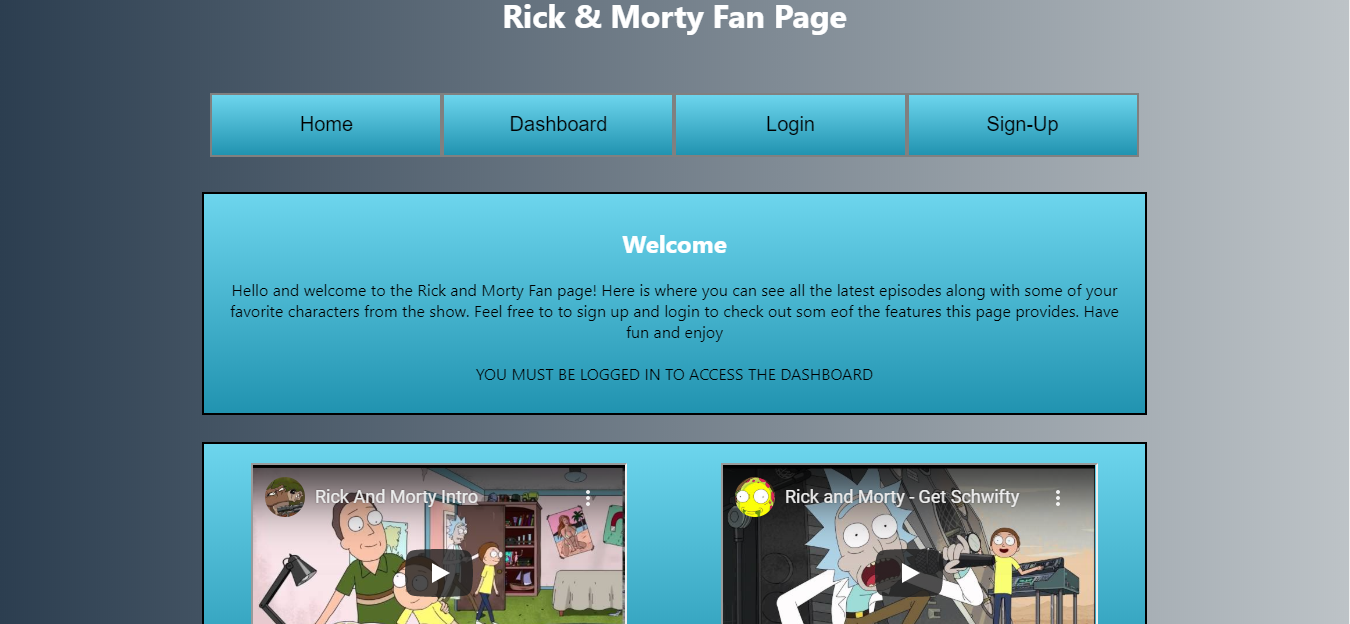 Rick & Morty Fan Page
Home
Dashboard
Login
Sign-Up
Welcome
Hello and welcome to the Rick and Morty Fan page! Here is where you can see all the latest episodes along with some of your
favorite characters from the show. Feel free to to sign up and login to check out som eof the features this page provides. Have
fun and enjoy
YOU MUST BE LOGGED IN TO ACCESS THE DASHBOARD
Rick And Morty Intro
Rick and Morty - Get Schwifty